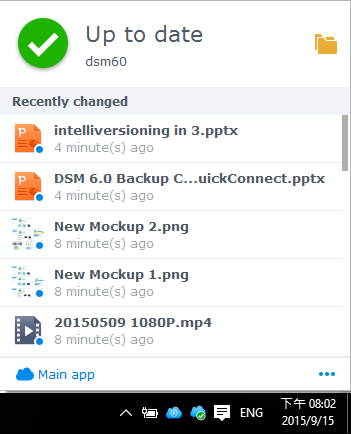 Up to date
dsm60
Recently changed
intelliversioning in 3.pptx
4 minute(s) ago
DSM 6.0 Backup C...uickConnect.pptx
4 minute(s) ago
New Mockup 2.png
8 minute(s) ago
New Mockup 1.png
8 minute(s) ago
20150509 1080P.mp4
8 minute(s) ago
Main app
ENG
下午 08:02
2015/9/15